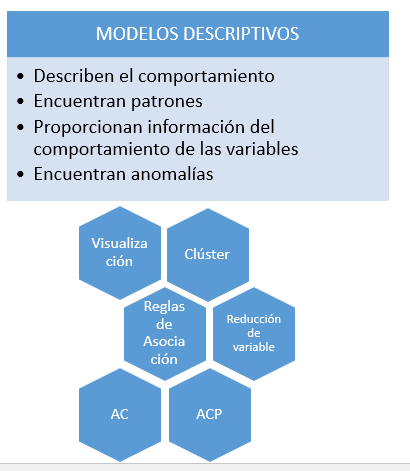 MODELOS DESCRIPTIVOS
• Describen el comportamiento
• Encuentran patrones
• Proporcionan información del
comportamiento de las variables
• Encuentran anomalías
Visualiza
ción
Clúster
Reglas
de
Asocia
ción
Reducción
de
variable
AC
ACP